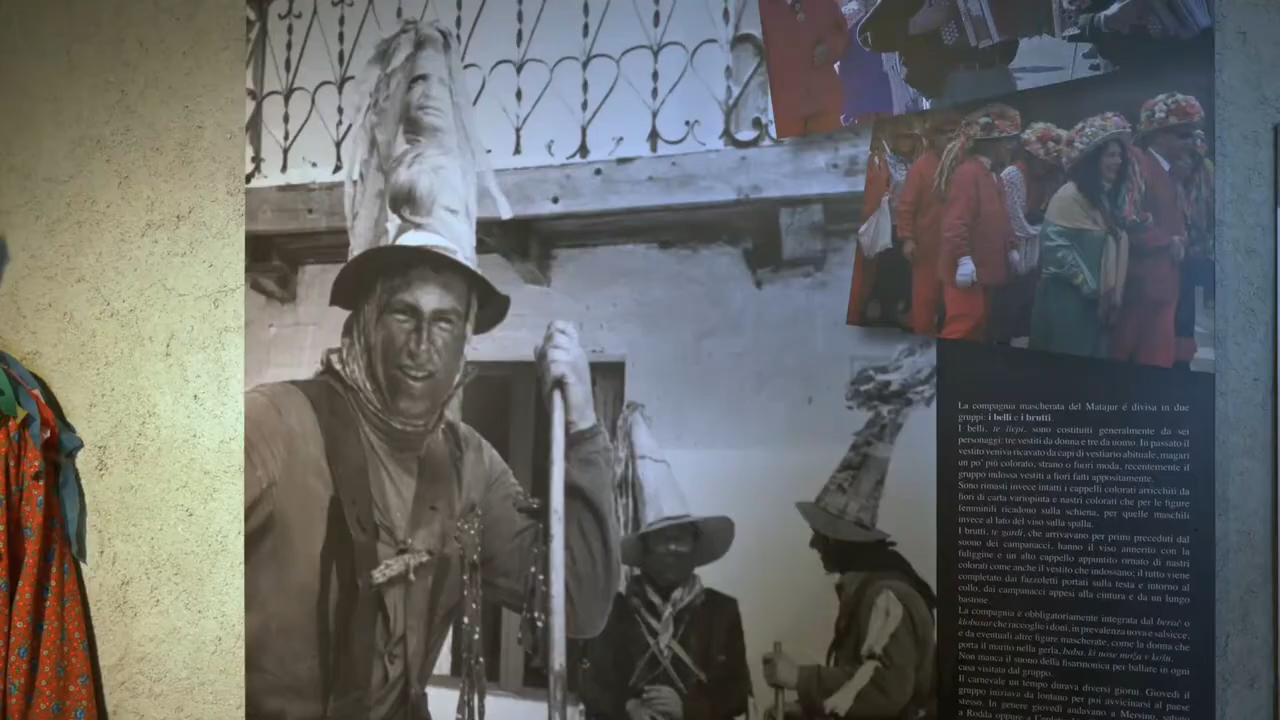 La compagnia mascherata del Matajur é divisa in due
gruppi: i belli e i brutti.
I belli, te liepi, sono costituiti generalmente da sei
personaggi: tre vestiti da donna e tre da uomo. In passato il
vestito veniva ricavato da capi di vestiario abituale, magari
un po' più colorato, strano o fuori moda, recentemente il
gruppo indossa vestiti a fiori fatti appositamente.
Sono rimasti invece intatti i cappelli colorati arricchiti da
fiori di carta variopinta e nastri colorati che per le figure
femminili ricadono sulla schiena, per quelle maschili
invece al lato del viso sulla spalla.
I brutti, te gardi, che arrivavano per primi preceduti dal
suono dei campanacci, hanno il viso annerito con la
fuliggine e un alto cappello appuntito ornato di nastri
colorati come anche il vestito che indossano; il tutto viene
completato dai fazzoletti portati sulla testa e intorno al
collo, dai campanacci appesi alla cintura e da un lungo
bastone.
La compagnia è obbligatoriamente integrata dal o
klobasar che raccoglie i doni, in prevalenza uova e salsicce,
e da eventuali altre figure mascherate, come la donna che
porta il marito nella gerla, baba, ki nose moža v košu.
Non manca il suono della fisarmonica per ballare in ogni
casa visitata dal gruppo.
Il carnevale un tempo durava diversi giorni. Giovedì il
gruppo iniziava da lontano per poi avvicinarsi al paese
stesso. In genere giovedì andavano a Mersino,
a Rodda oppure a